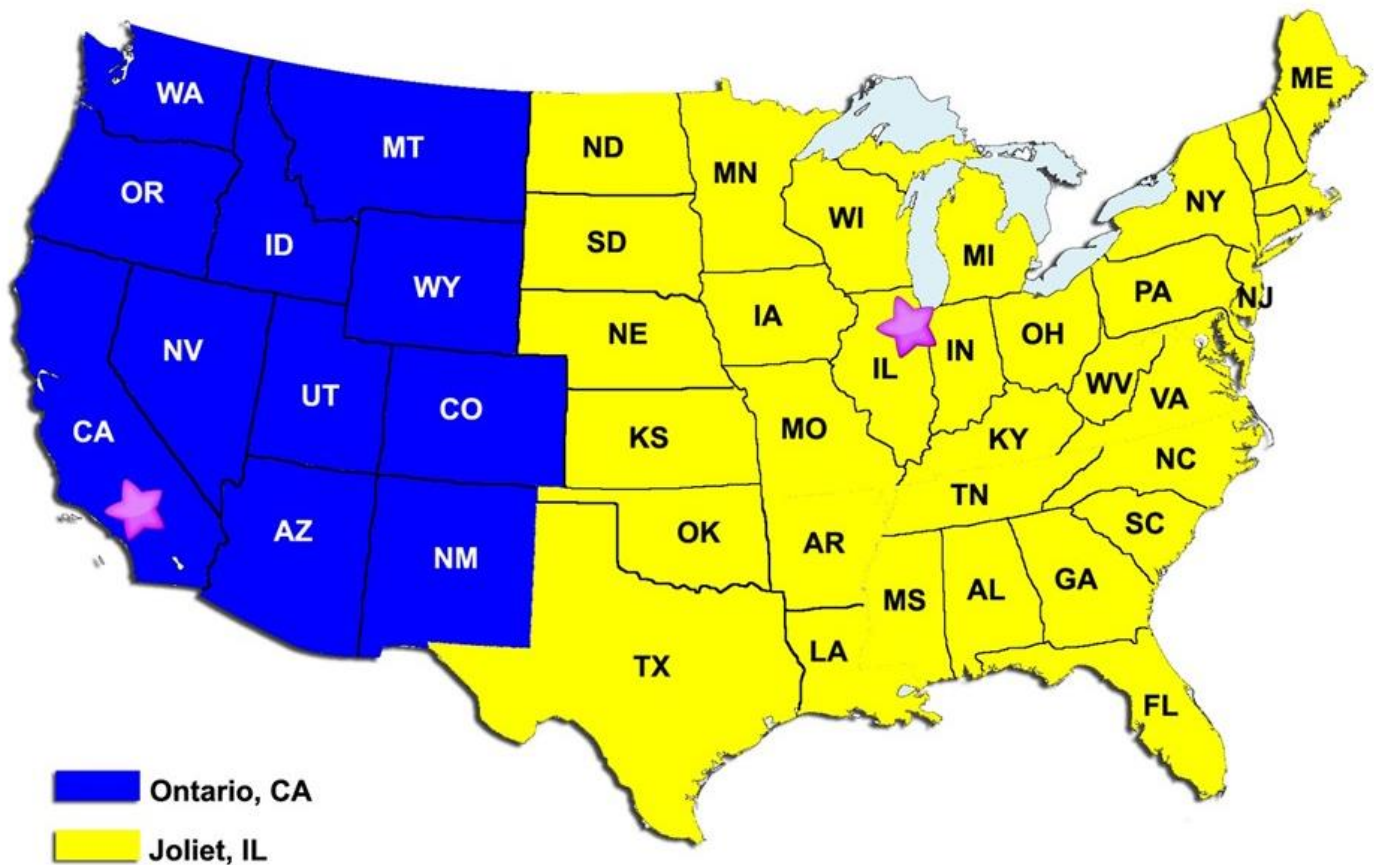 WA
MT
ND
MN
ME
OR
ID
SD
WI
MI
NY
WY
NE
IA
PA
NJ
NV
UT
CO
IL
IN
OH
WV
VA
CA
KS
MO
KY
NC
AZ
NM
OK
AR
TN
SC
TX
LA
MS
AL
GA
FL
Ontario, CA
Joliet, IL